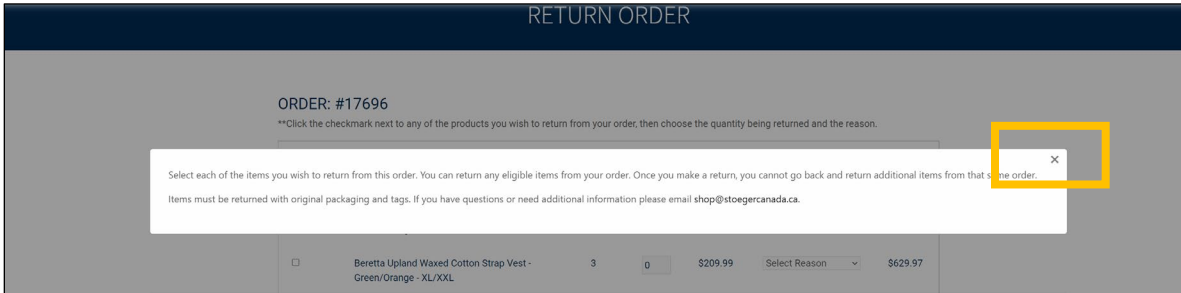 RETURN ORDER
ORDER: #17696
**Click the checkmark next to any of the products you wish to return from your order, then choose the quantity being returned and the reason.
×
Select each of the items you wish to return from this order. You can return any eligible items from your order. Once you make a return, you cannot go back and return additional items from that same order.
Items must be returned with original packaging and tags. If you have questions or need additional information please email shop@stoegercanada.ca.
Beretta Upland Waxed Cotton Strap Vest - 3 0 $209.99 Select Reason $629.97
Green/Orange - XL/XXL